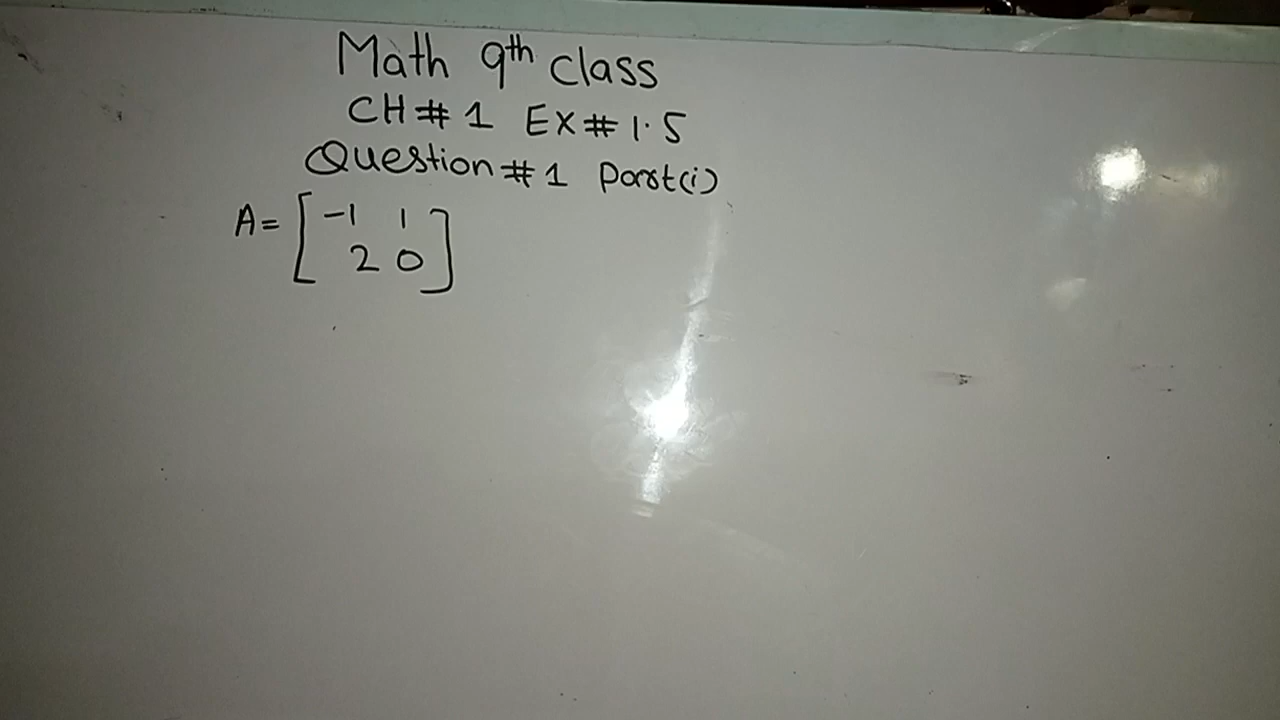 Math 9th class
CH# 1 EX# 1.5
Question # 1 Part(i)
A= [ -1 1
2 0 ]